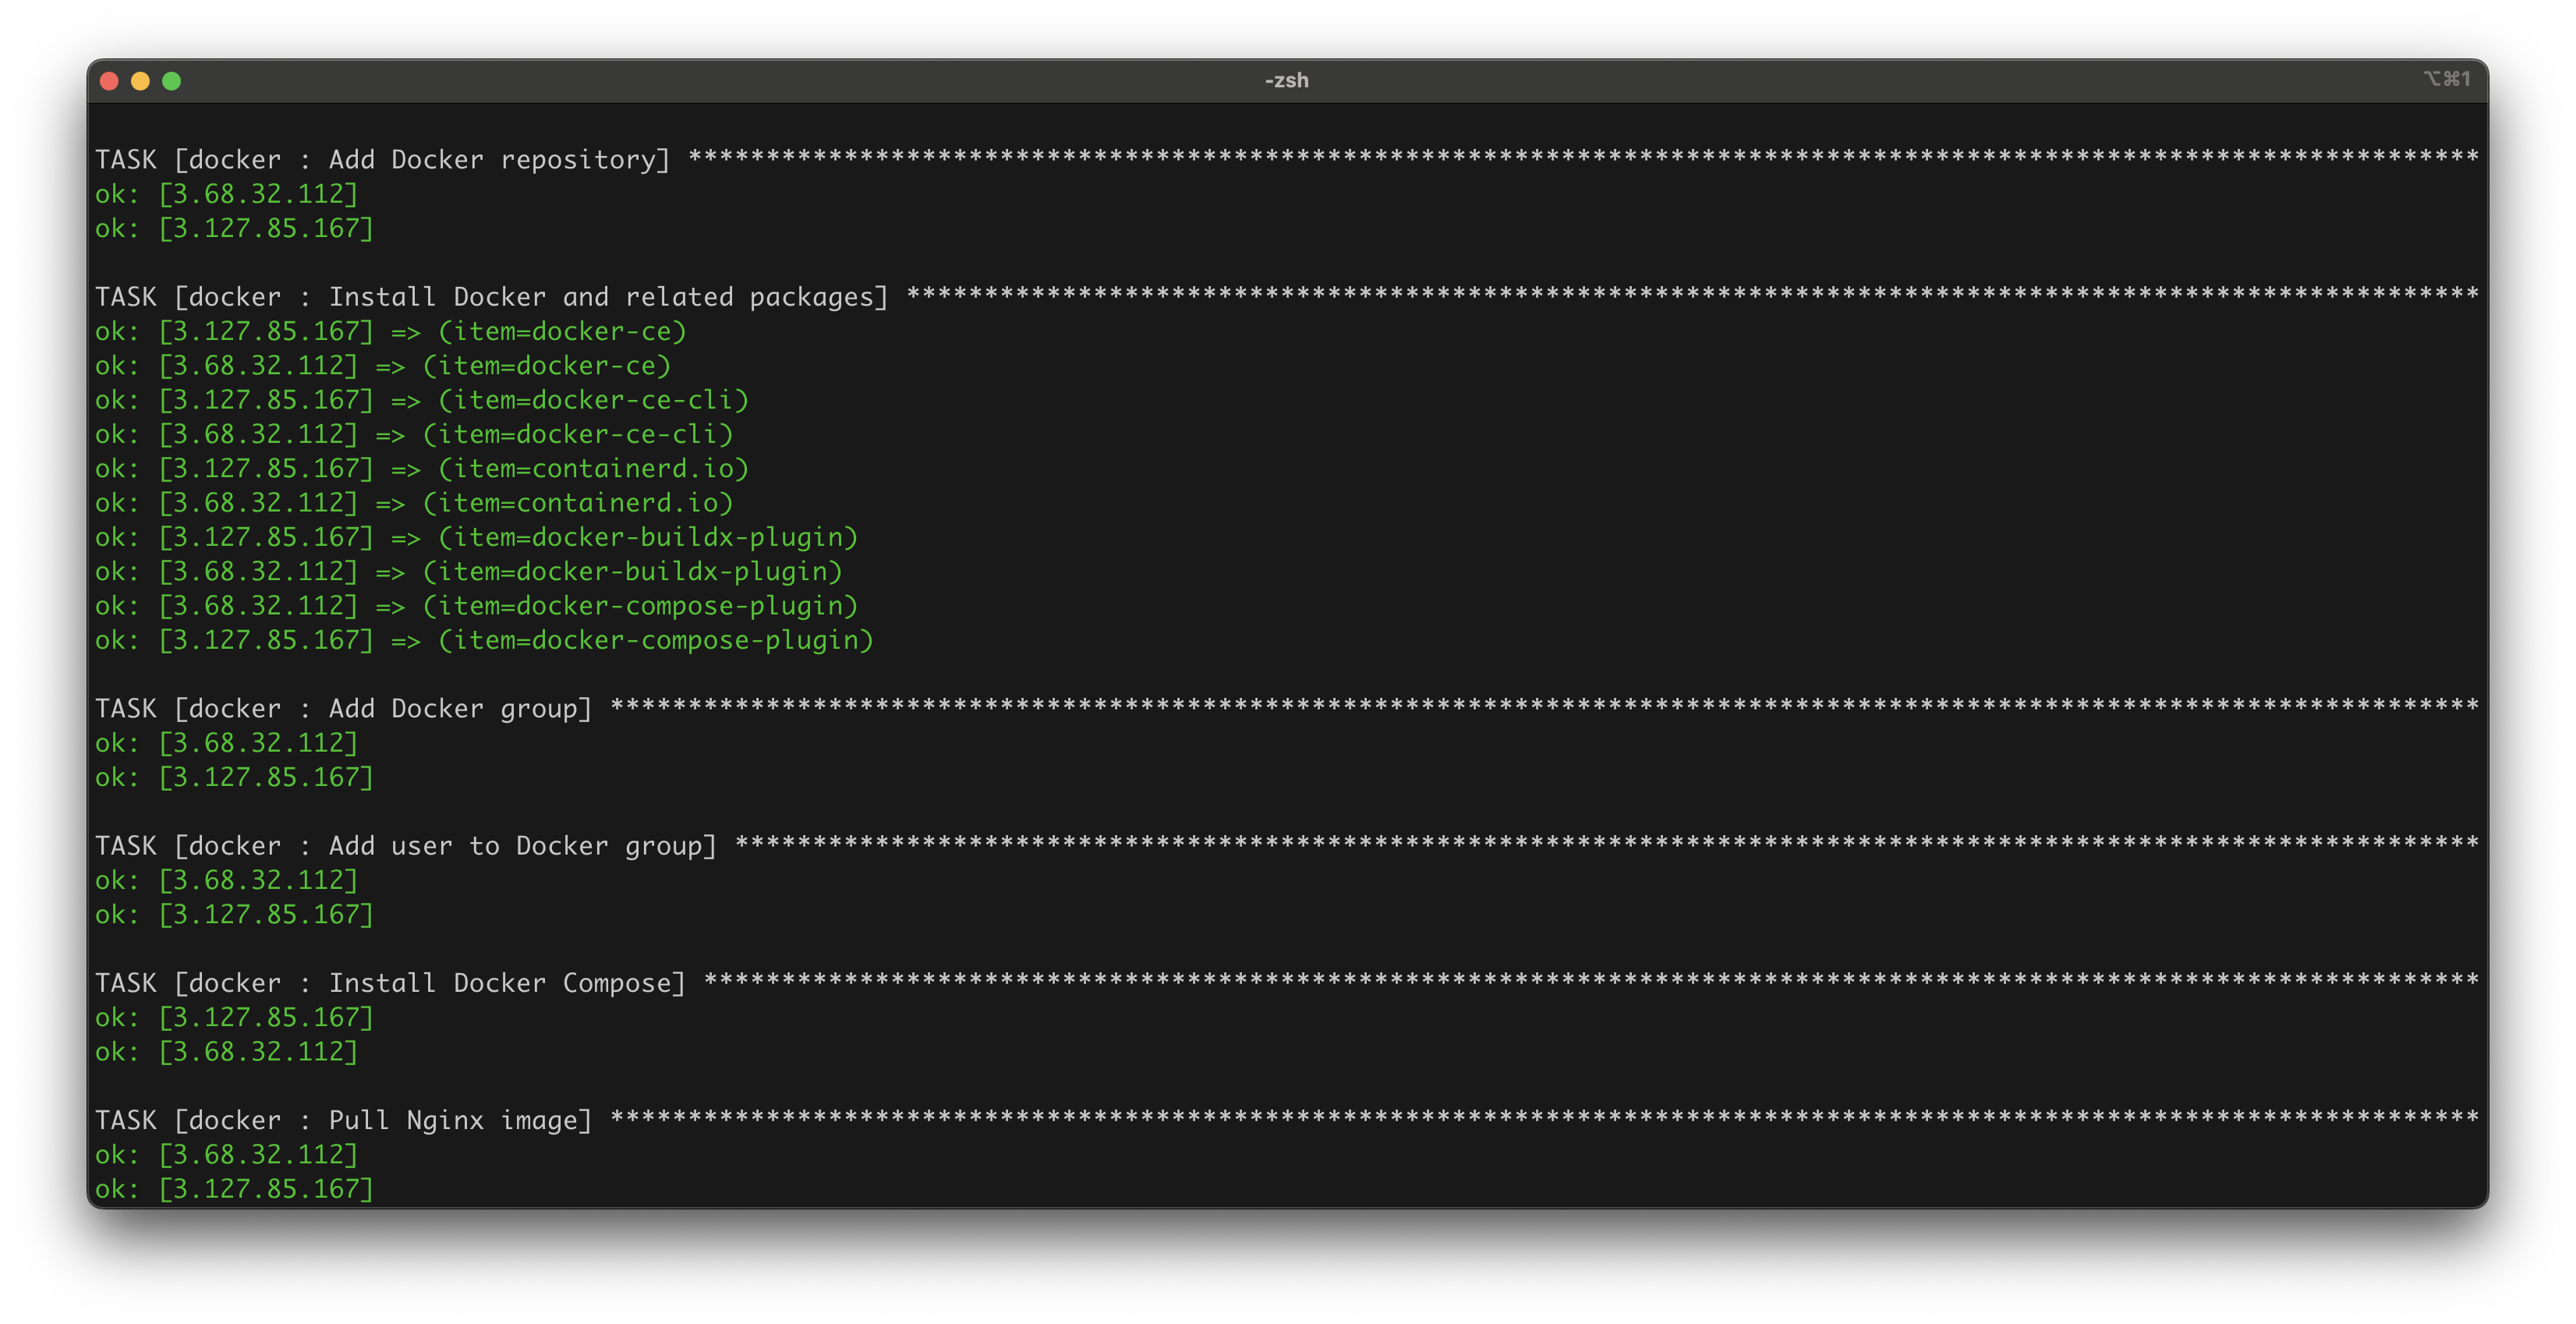 -zsh
⌥⌘1
TASK [docker : Add Docker repository] *******************************************************************************************************************
ok: [3.68.32.112]
ok: [3.127.85.167]
TASK [docker : Install Docker and related packages] *****************************************************************************************************
ok: [3.127.85.167] => (item=docker-ce)
ok: [3.68.32.112] => (item=docker-ce)
ok: [3.127.85.167] => (item=docker-ce-cli)
ok: [3.68.32.112] => (item=docker-ce-cli)
ok: [3.127.85.167] => (item=containerd.io)
ok: [3.68.32.112] => (item=containerd.io)
ok: [3.127.85.167] => (item=docker-buildx-plugin)
ok: [3.68.32.112] => (item=docker-buildx-plugin)
ok: [3.68.32.112] => (item=docker-compose-plugin)
ok: [3.127.85.167] => (item=docker-compose-plugin)
TASK [docker : Add Docker group] ************************************************************************************************************************
ok: [3.68.32.112]
ok: [3.127.85.167]
TASK [docker : Add user to Docker group] ****************************************************************************************************************
ok: [3.68.32.112]
ok: [3.127.85.167]
TASK [docker : Install Docker Compose] ******************************************************************************************************************
ok: [3.127.85.167]
ok: [3.68.32.112]
TASK [docker : Pull Nginx image] ************************************************************************************************************************
ok: [3.68.32.112]
ok: [3.127.85.167]